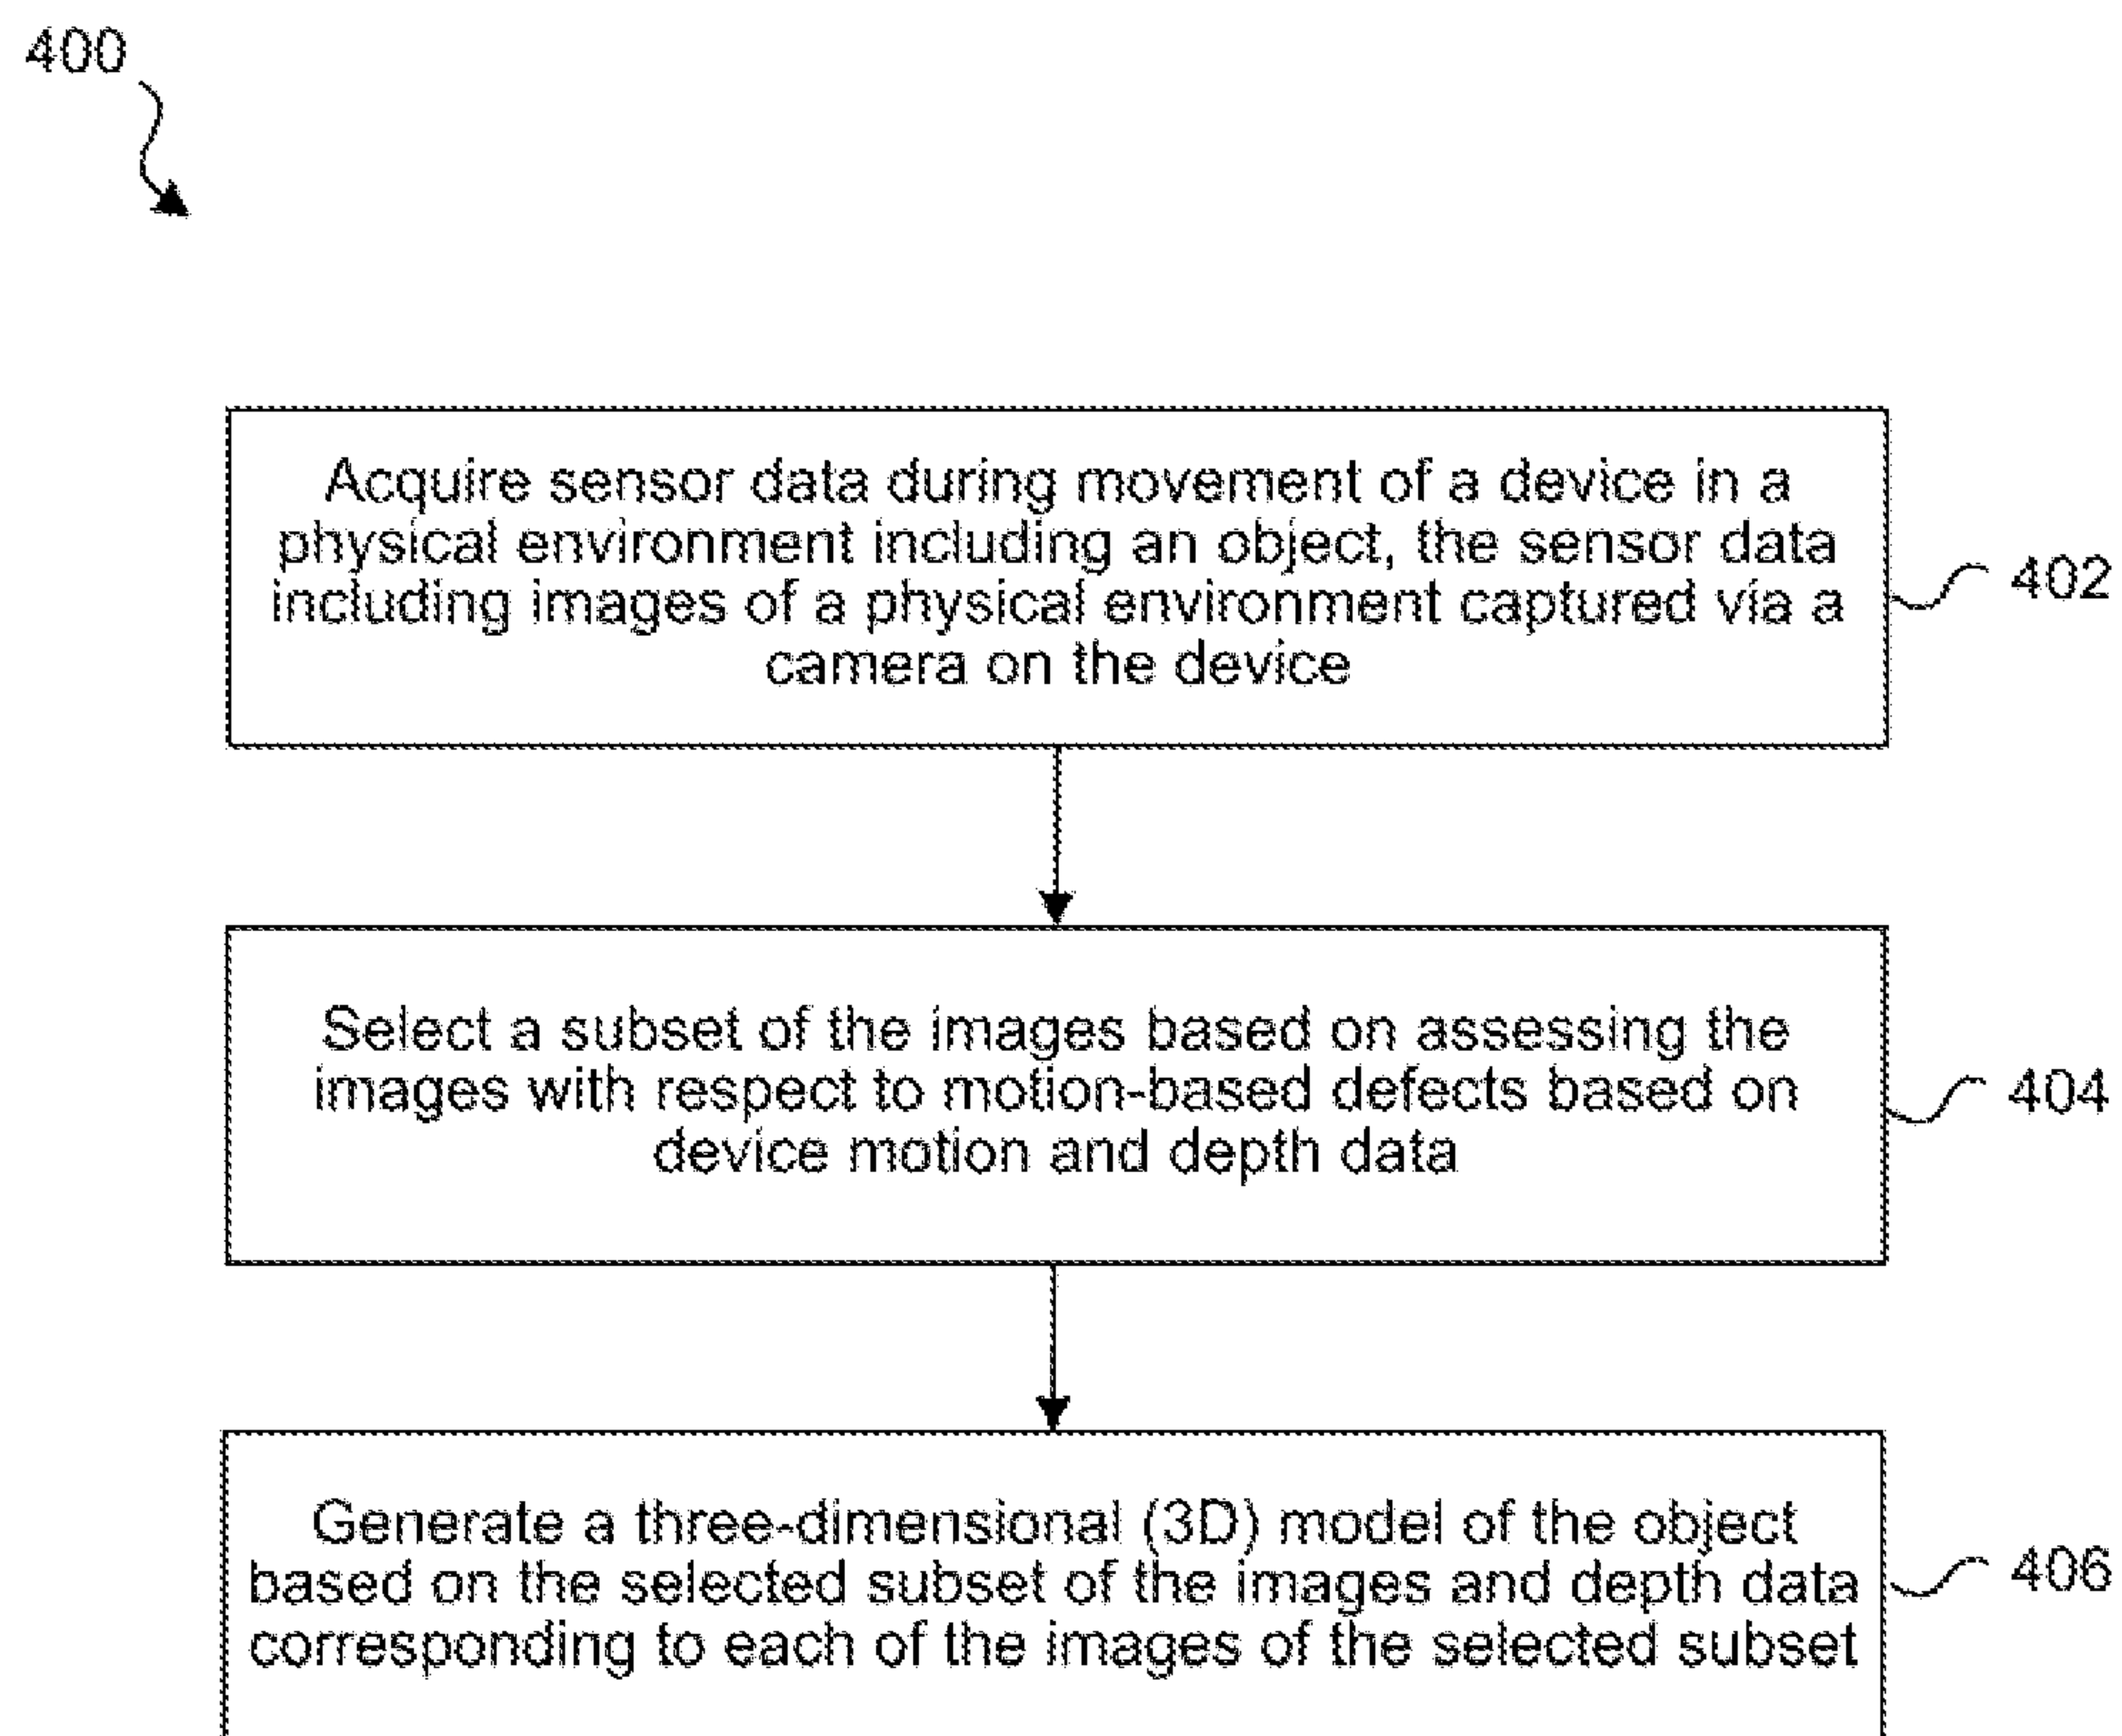 400
Acquire sensor data during movement of a device in a
physical environment including an object, the sensor data
including images of a physical environment captured via a
camera on the device
402
Select a subset of the images based on assessing the
images with respect to motion-based defects based on
device motion and depth data
404
Generate a three-dimensional (3D) model of the object
based on the selected subset of the images and depth data
corresponding to each of the images of the selected subset
406